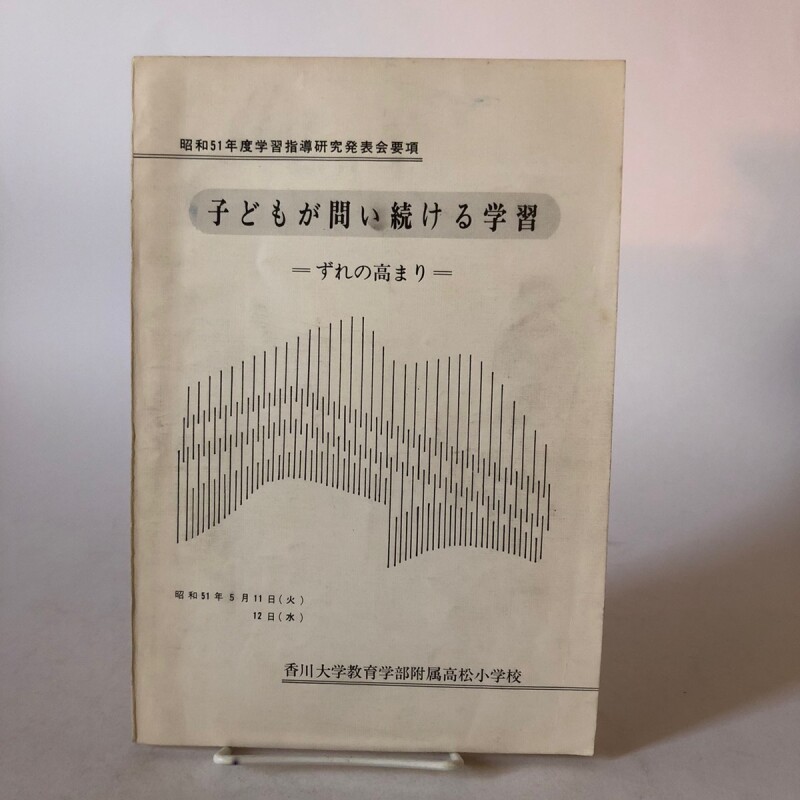 昭和51年度学習指導研究発表会要項
子どもが問い続ける学習
＝ずれの高まり＝
昭和51年5月11日(火)
12日(水)
香川大学教育学部附属高松小学校